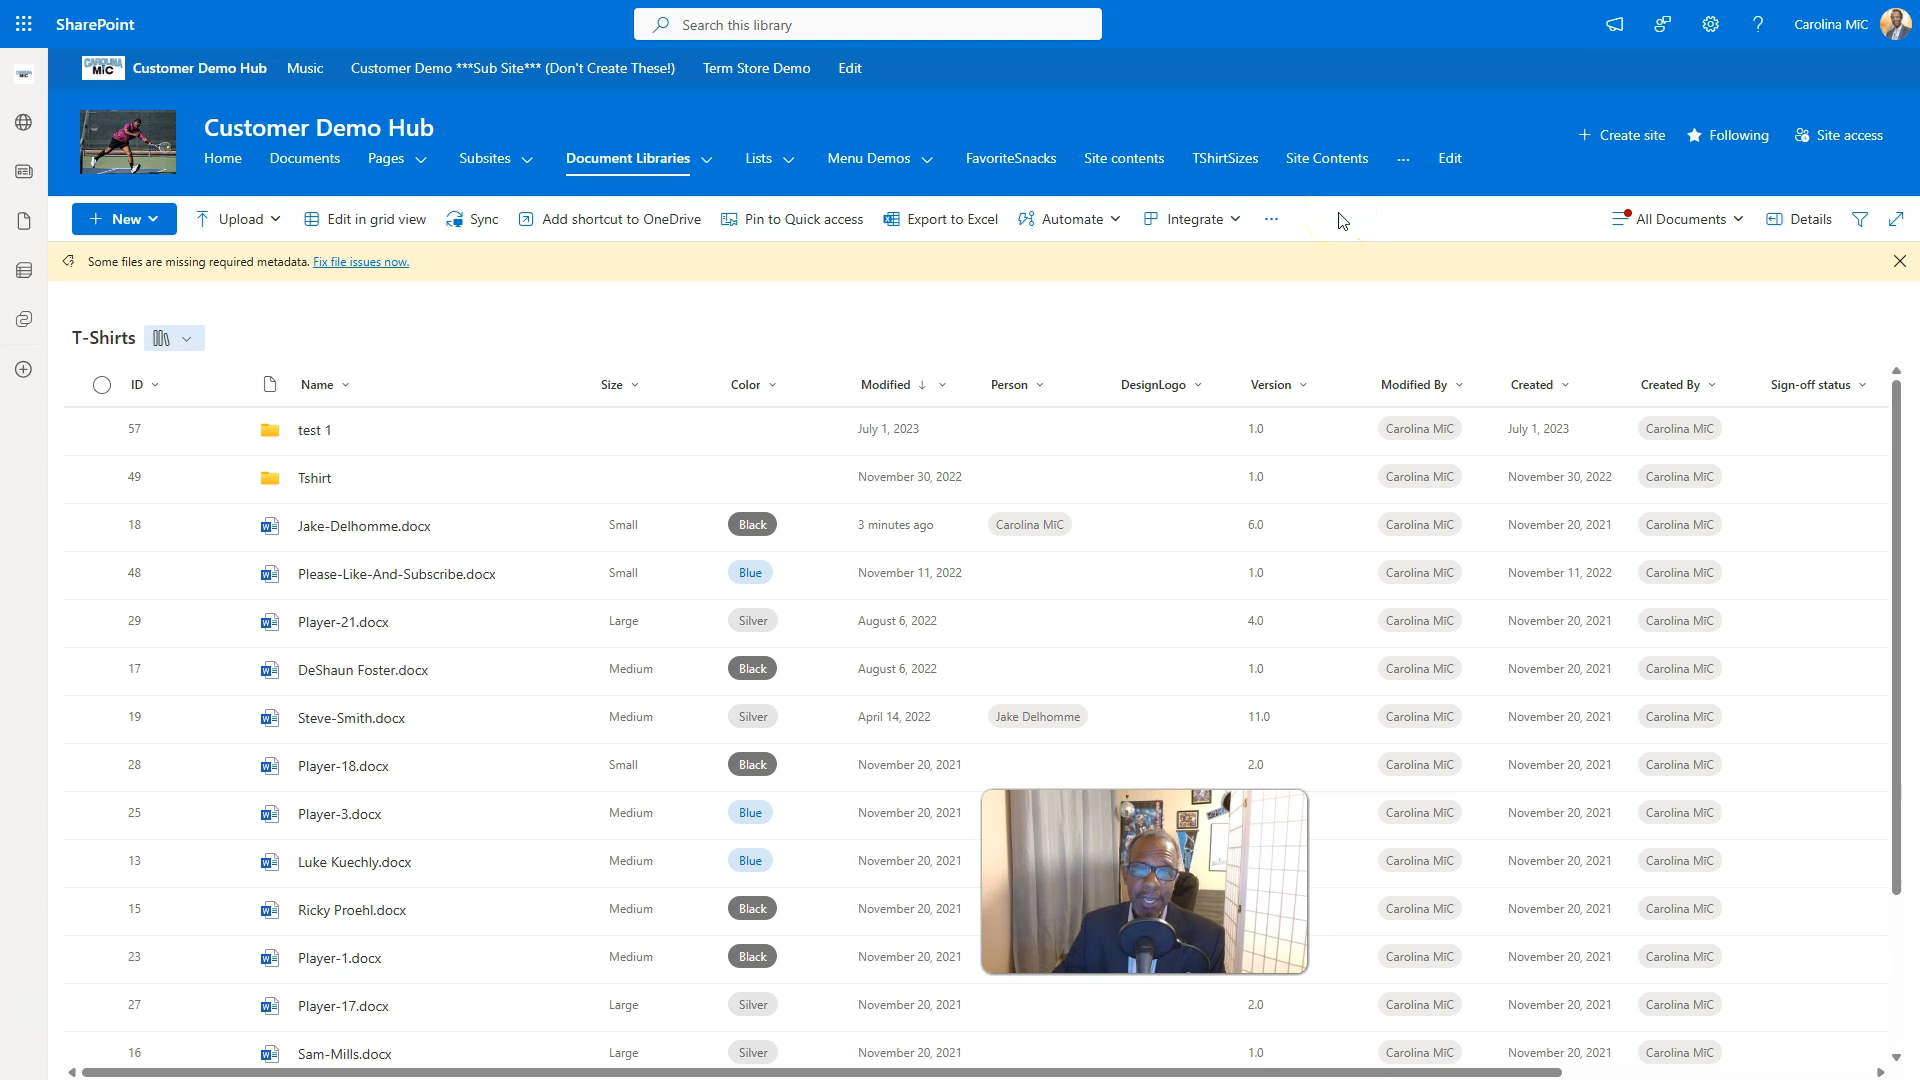 SharePoint
Search this library
Carolina MiC
CAROLINA MIC Customer Demo Hub Music Customer Demo ***Sub Site*** (Don't Create These!) Term Store Demo Edit
Customer Demo Hub
Create site Following Site access
Home Documents Pages Subsites Document Libraries Lists Menu Demos FavoriteSnacks Site contents TShirtSizes Site Contents ... Edit
New Upload Edit in grid view Sync Add shortcut to OneDrive Pin to Quick access Export to Excel Automate Integrate ... All Documents Details
Some files are missing required metadata. Fix file issues now.
T-Shirts
ID Name Size Color Modified Person DesignLogo Version Modified By Created Created By Sign-off status
57 test 1 July 1, 2023 1.0 Carolina MiC July 1, 2023 Carolina MiC
49 Tshirt November 30, 2022 1.0 Carolina MiC November 30, 2022 Carolina MiC
18 Jake-Delhomme.docx Small Black 3 minutes ago Carolina MiC 6.0 Carolina MiC November 20, 2021 Carolina MiC
48 Please-Like-And-Subscribe.docx Small Blue November 11, 2022 1.0 Carolina MiC November 11, 2022 Carolina MiC
29 Player-21.docx Large Silver August 6, 2022 4.0 Carolina MiC November 20, 2021 Carolina MiC
17 DeShaun Foster.docx Medium Black August 6, 2022 1.0 Carolina MiC November 20, 2021 Carolina MiC
19 Steve-Smith.docx Medium Silver April 14, 2022 Jake Delhomme 11.0 Carolina MiC November 20, 2021 Carolina MiC
28 Player-18.docx Small Black November 20, 2021 2.0 Carolina MiC November 20, 2021 Carolina MiC
25 Player-3.docx Medium Blue November 20, 2021 Carolina MiC November 20, 2021 Carolina MiC
13 Luke Kuechly.docx Medium Blue November 20, 2021 Carolina MiC November 20, 2021 Carolina MiC
15 Ricky Proehl.docx Medium Black November 20, 2021 Carolina MiC November 20, 2021 Carolina MiC
23 Player-1.docx Medium Black November 20, 2021 Carolina MiC November 20, 2021 Carolina MiC
27 Player-17.docx Large Silver November 20, 2021 2.0 Carolina MiC November 20, 2021 Carolina MiC
16 Sam-Mills.docx Large Silver November 20, 2021 1.0 Carolina MiC November 20, 2021 Carolina MiC